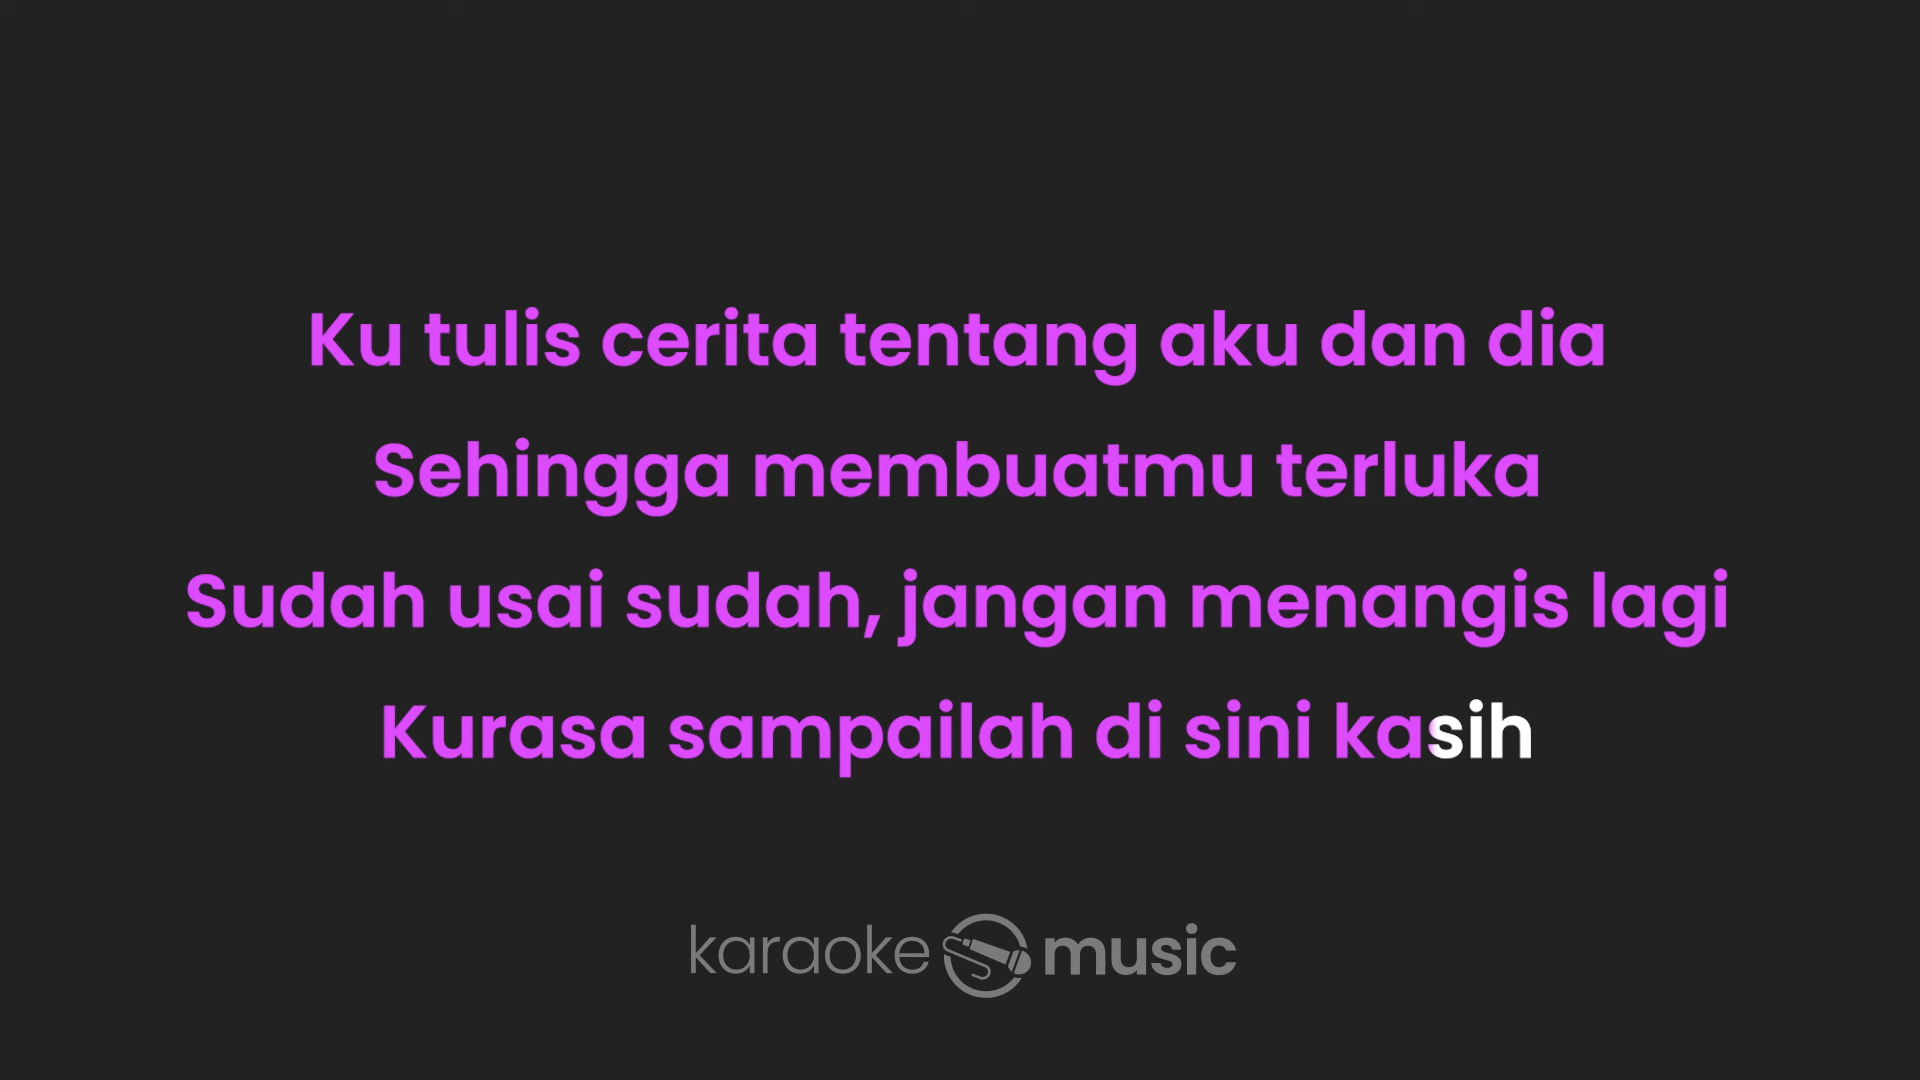 Ku tulis cerita tentang aku dan dia
Sehingga membuatmu terluka
Sudah usai sudah, jangan menangis lagi
Kurasa sampailah di sini kasih
karaoke music